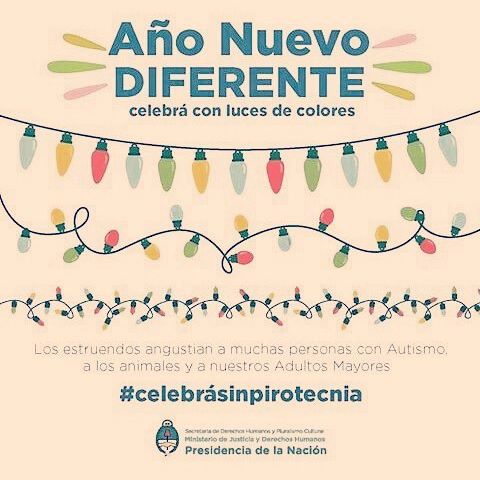 Año Nuevo
DIFERENTE
celebrá con luces de colores
Los estruendos angustian a muchas personas con Autismo,
a los animales y a nuestros Adultos Mayores
#celebrásinpirotecnia
Secretaría de Derechos Humanos y Pluralismo Cultural
Ministerio de Justicia y Derechos Humanos
Presidencia de la Nación